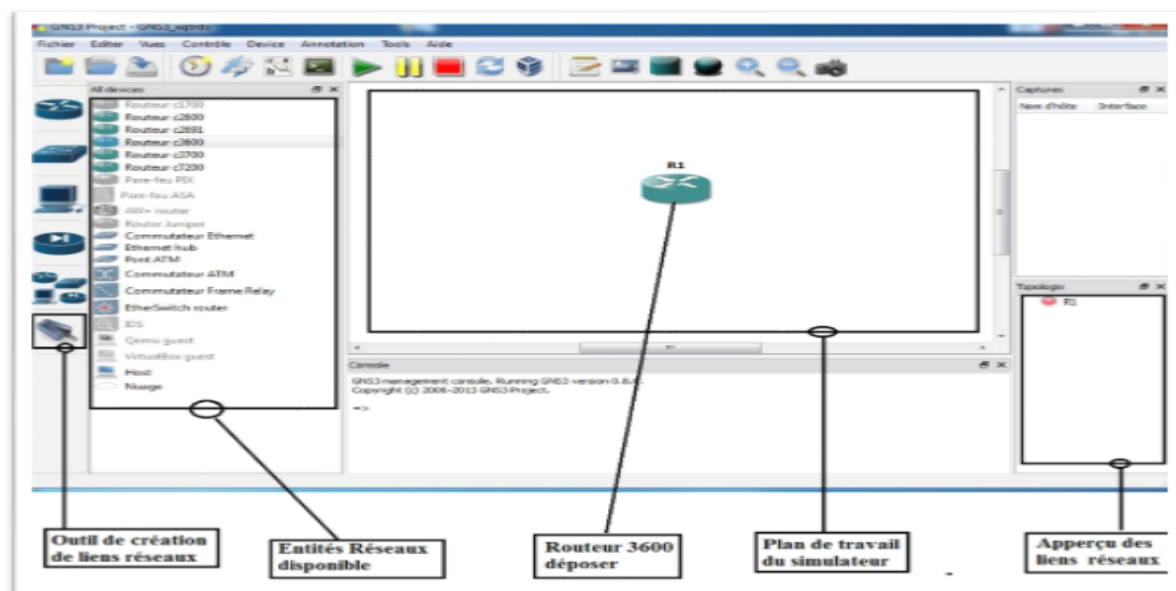 GNS3 Project - GNS3_
Fichier Editer Vues Contrôle Device Annotation Tools Aide
All devices
Routeur c1700
Routeur c2600
Routeur c2691
Routeur c3600
Routeur c3700
Routeur c7200
Pare-feu PIX
Pare-feu ASA
AW+ router
Router Juniper
Commutateur Ethernet
Ethernet hub
Pont ATM
Commutateur ATM
Commutateur Frame Relay
EtherSwitch router
IDS
Qemu guest
VirtualBox guest
Host
Nuage
R1
Console
GNS3 management console. Running GNS3 version 0.8.
Copyright (c) 2006-2013 GNS3 Project.
=>
Captures
Nom d'hôte Interface
Topologie
R1
Outil de création
de liens réseaux
Entités Réseaux
disponible
Routeur 3600
déposer
Plan de travail
du simulateur
Apperçu des
liens réseaux